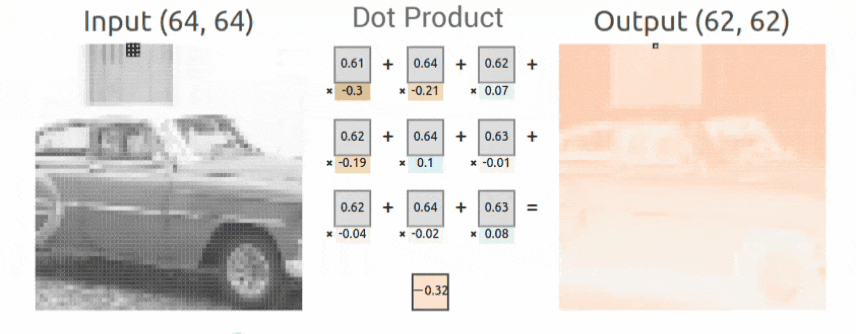 Input (64, 64) Dot Product Output (62, 62)
0.61 + 0.64 + 0.62 +
× -0.3 × -0.21 × 0.07
0.62 + 0.64 + 0.63 +
× -0.19 × 0.1 × -0.01
0.62 + 0.64 + 0.63 =
× -0.04 × -0.02 × 0.08
−0.32